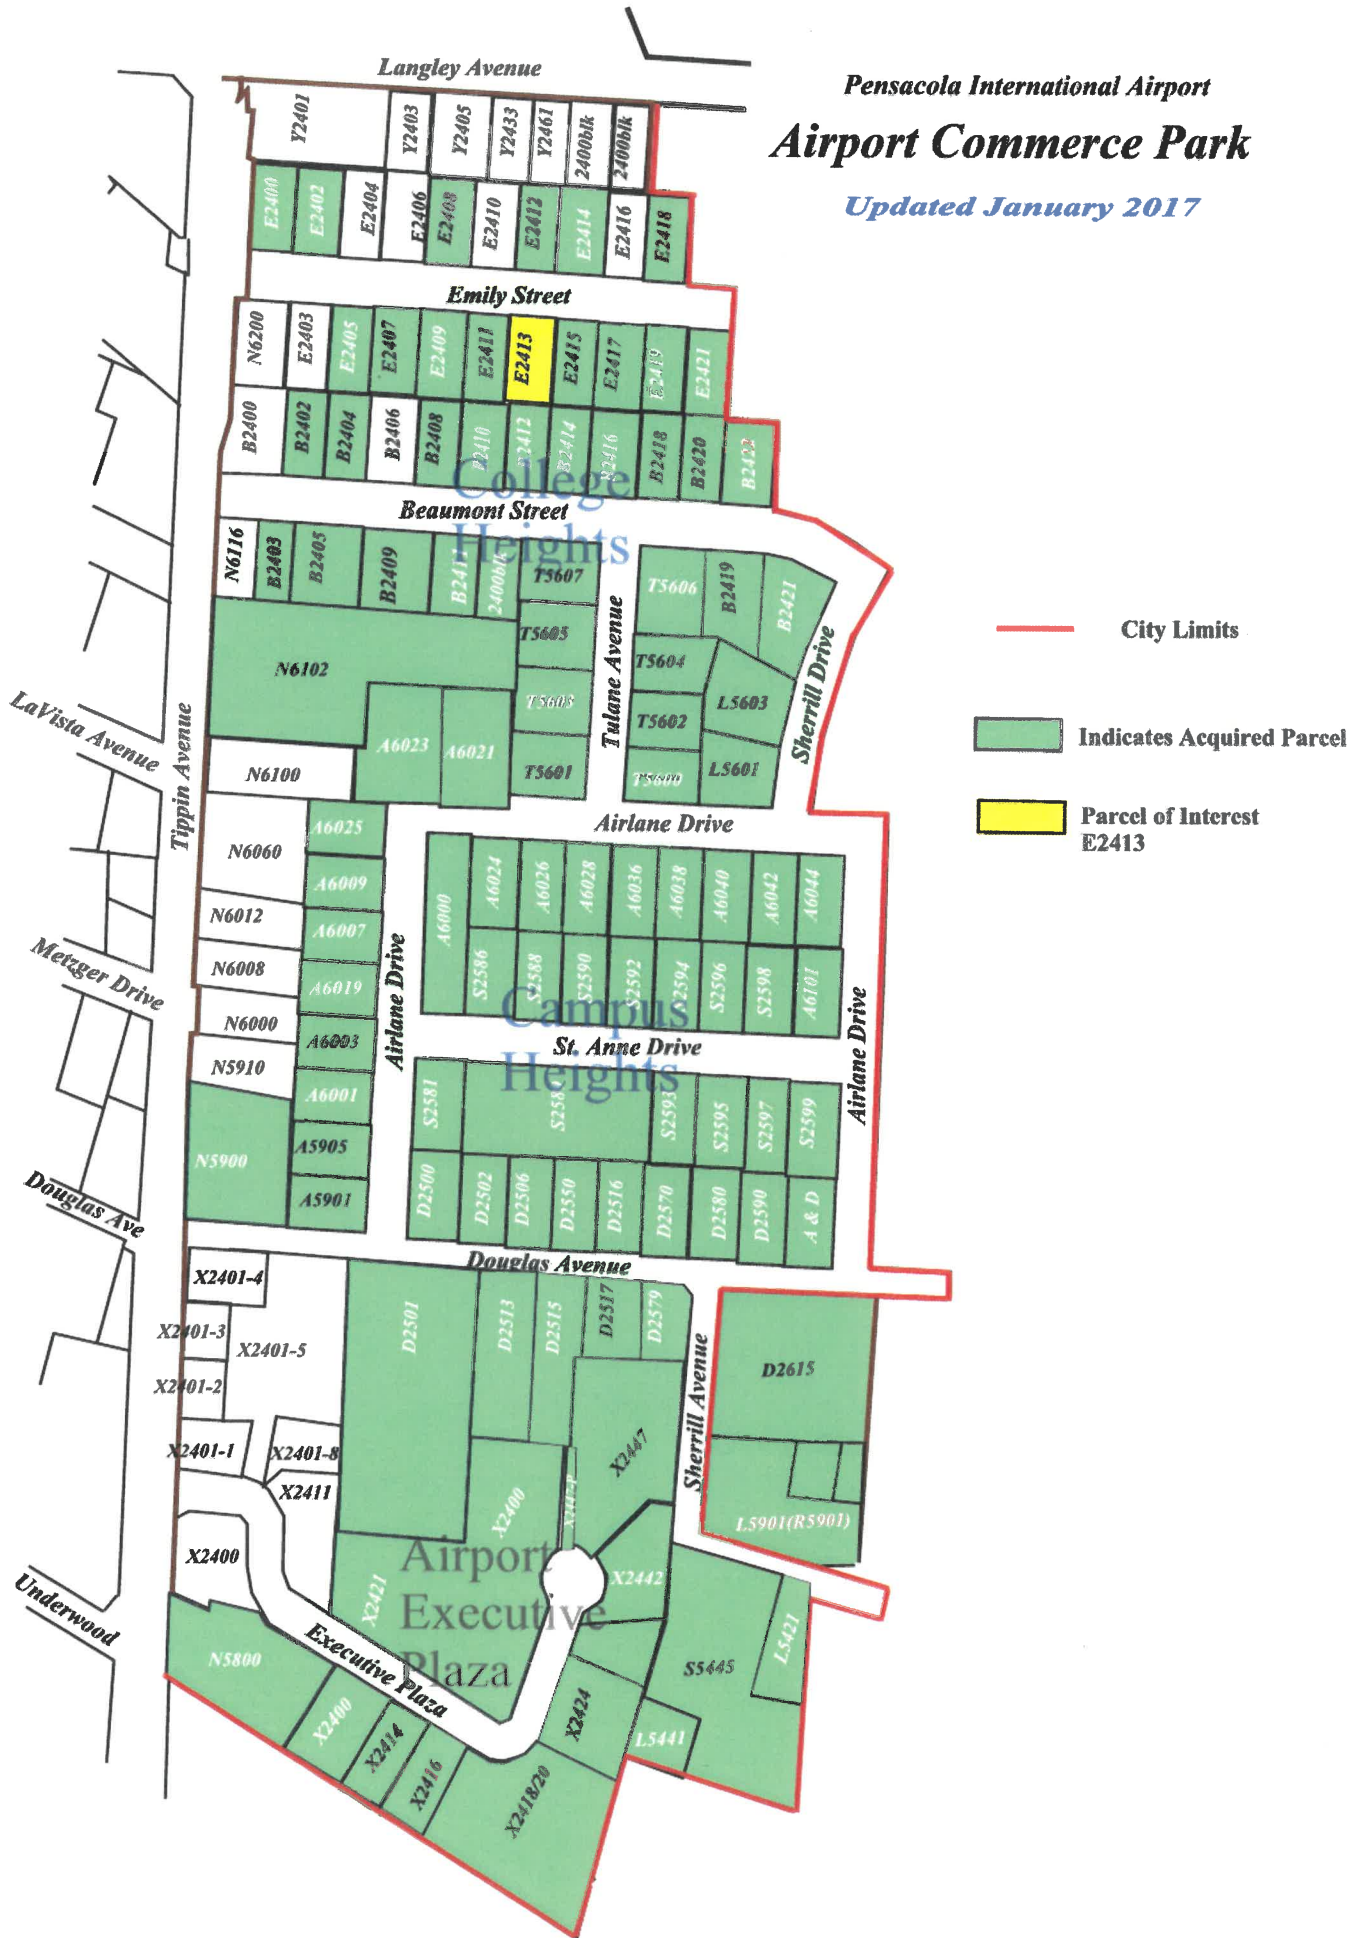 Langley Avenue
Pensacola International Airport
Airport Commerce Park
Updated January 2017
Y2401
Y2403
Y2405
Y2433
Y2461
2400blk
2400blk
E2400
E2402
E2404
E2406
E2408
E2410
E2412
E2414
E2416
E2418
Emily Street
N6200
E2403
E2405
E2407
E2409
E2411
E2413
E2415
E2417
E2419
E2421
B2400
B2402
B2404
B2406
B2408
B2410
B2412
B2414
B2416
B2418
B2420
College
Heights
Beaumont Street
N6116
B2403
B2405
B2409
2400blk
T5607
T5605
T5603
T5601
Tulane Avenue
T5606
B2419
B2421
T5604
T5602
T5600
L5603
L5601
Sherrill Drive
City Limits
Indicates Acquired Parcel
Parcel of Interest
E2413
N6102
A6023
A6021
N6100
LaVista Avenue
Tippin Avenue
Airlane Drive
N6060
N6012
N6008
N6000
N5910
N5900
A6025
A6009
A6007
A6019
A6003
A6001
A5905
A5901
Airlane Drive
A6000
A6024
A6026
A6028
A6036
A6038
A6040
A6042
A6044
S2586
S2588
S2590
S2592
S2594
S2596
S2598
A6101
Campus
Heights
St. Anne Drive
Airlane Drive
Metzger Drive
S2581
S2593
S2595
S2597
S2599
D2500
D2502
D2506
D2550
D2516
D2570
D2580
D2590
A & D
Douglas Ave
Douglas Avenue
X2401-4
X2401-3
X2401-5
X2401-2
X2401-1
X2401-8
X2411
X2400
D2501
D2513
D2515
D2517
D2579
Sherrill Avenue
D2615
L5901(R5901)
X2447
X2400
X2442
X2421
Airport
Executive
Plaza
Executive Plaza
Underwood
N5800
X2400
X2414
X2416
X2418/20
X2424
S5445
L5421
L5441